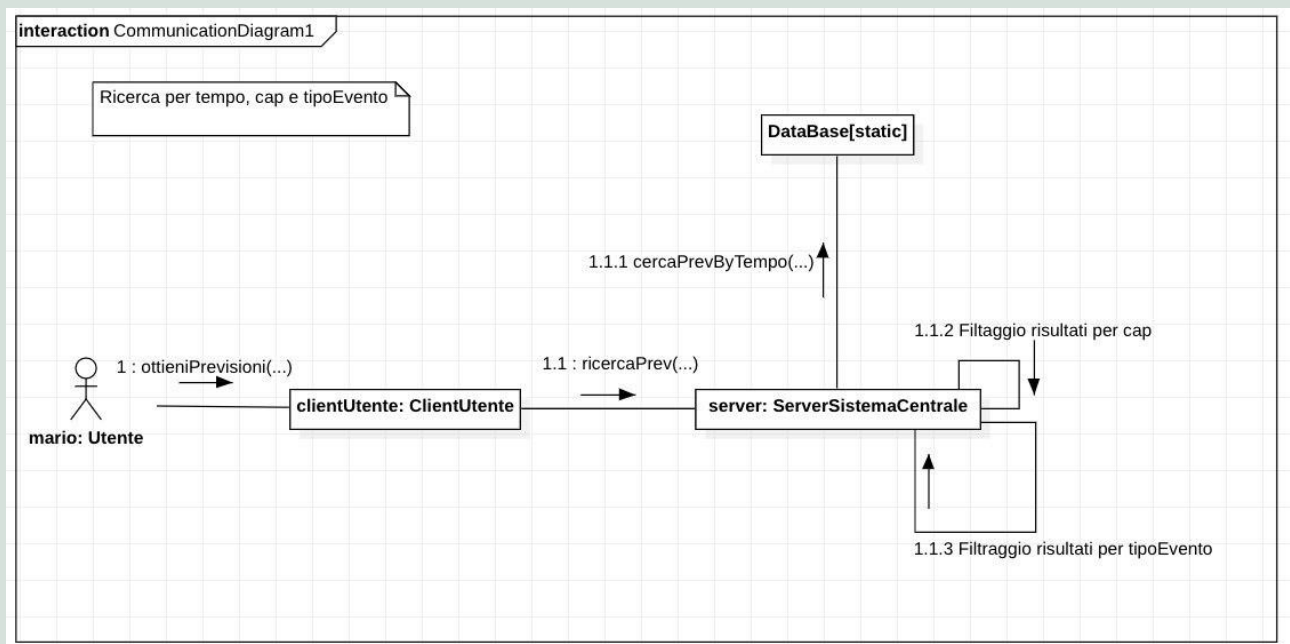 interaction CommunicationDiagram1
Ricerca per tempo, cap e tipoEvento
DataBase[static]
1.1.1 cercaPrevByTempo(...)
1.1.2 Filtaggio risultati per cap
1 : ottieniPrevisioni(...)
1.1 : ricercaPrev(...)
clientUtente: ClientUtente
server: ServerSistemaCentrale
mario: Utente
1.1.3 Filtraggio risultati per tipoEvento